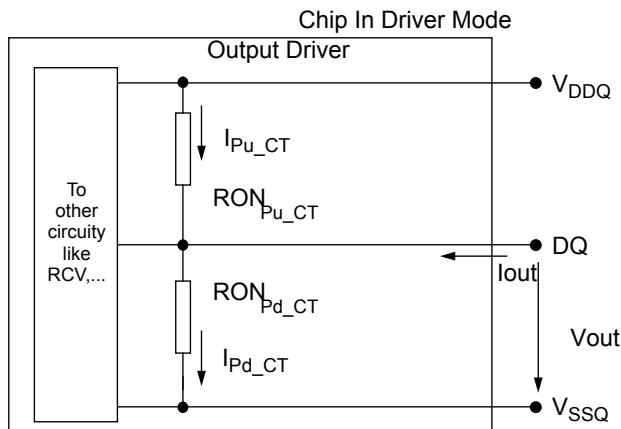 Chip In Driver Mode
Output Driver
VDDQ
IPu_CT
RONPu_CT
To
other
circuity
like
RCV,...
DQ
Iout
RONPd_CT
Vout
IPd_CT
VSSQ